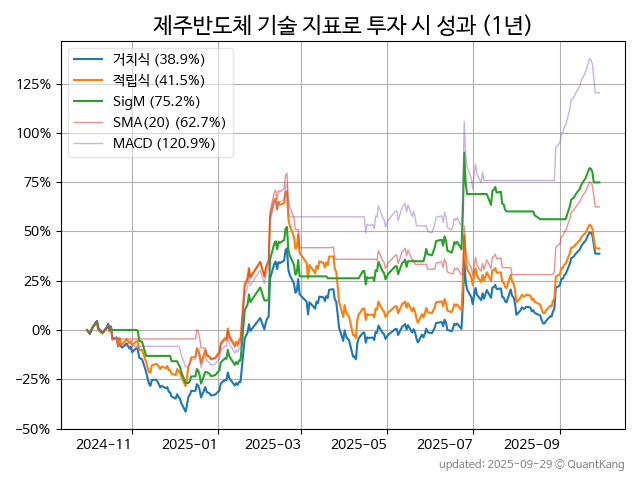 제주반도체 기술 지표로 투자 시 성과 (1년)
거치식 (38.9%)
적립식 (41.5%)
SigM (75.2%)
SMA(20) (62.7%)
MACD (120.9%)
125%
100%
75%
50%
25%
0%
−25%
−50%
2024-11 2025-01 2025-03 2025-05 2025-07 2025-09
updated: 2025-09-29 © QuantKang